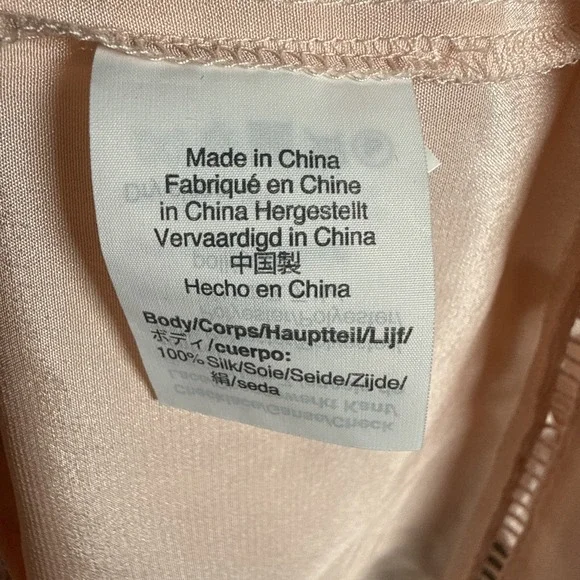 Made in China
Fabriqué en Chine
in China Hergestellt
Vervaardigd in China
中国製
Hecho en China
Body/Corps/Hauptteil/Lijf/
ボディ/cuerpo:
100% Silk/Soie/Seide/Zijde/
絹/seda